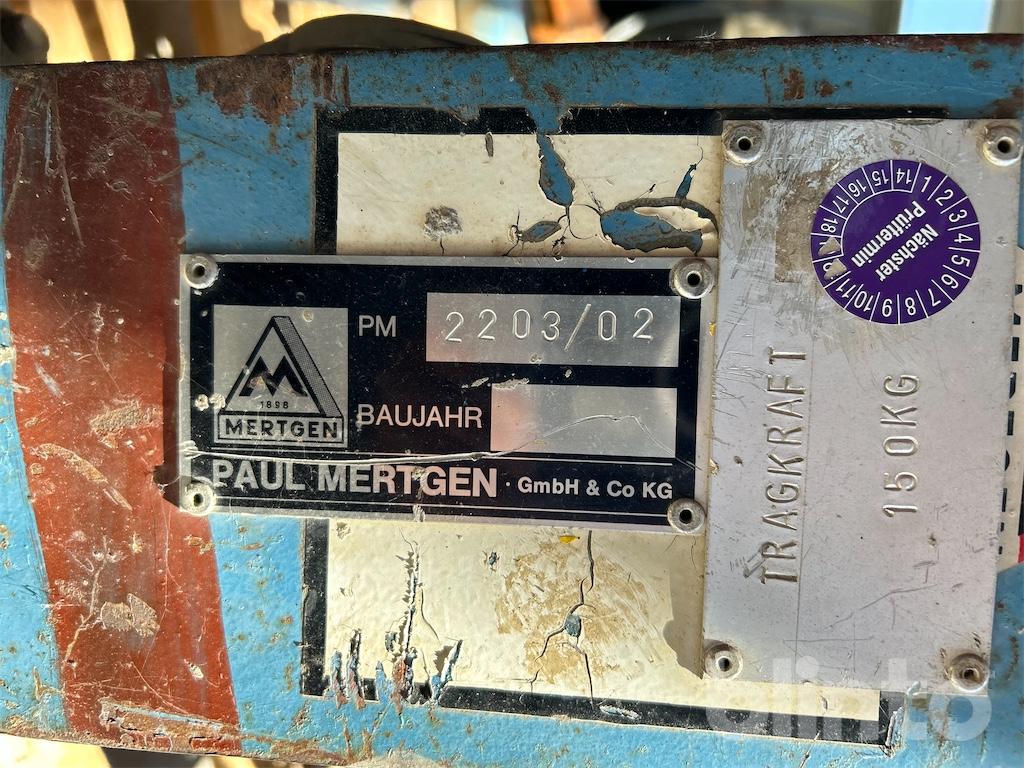 M
1898
MERTGEN
PM 2203/02
BAUJAHR
PAUL MERTGEN · GmbH & Co KG
TRAGKRAFT
150KG
Nächster
Prüftermin
1 2 3 4 5 6 7 8 9 10 11
14 15 16 17 18
alinto